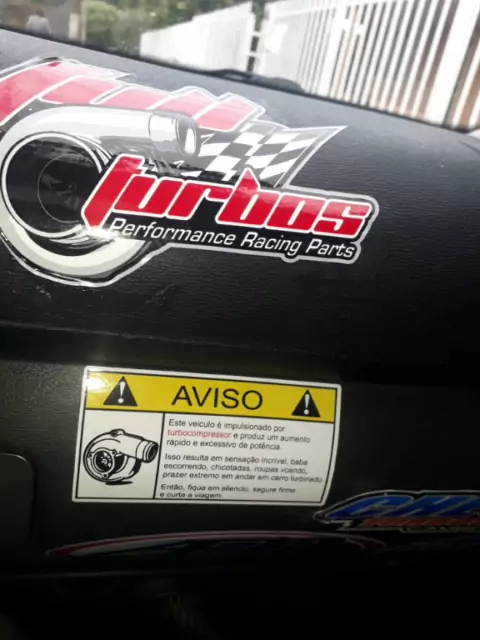 Full
turbos
Performance Racing Parts
AVISO
Este veículo é impulsionado por
turbocompressor e produz um aumento
rápido e excessivo de potência.
Isso resulta em sensação incrível, baba
escorrendo, chicotadas, roupas voando,
prazer extremo em andar em carro turbinado.
Então, fique em silencio, segure firme
e curta a viagem.